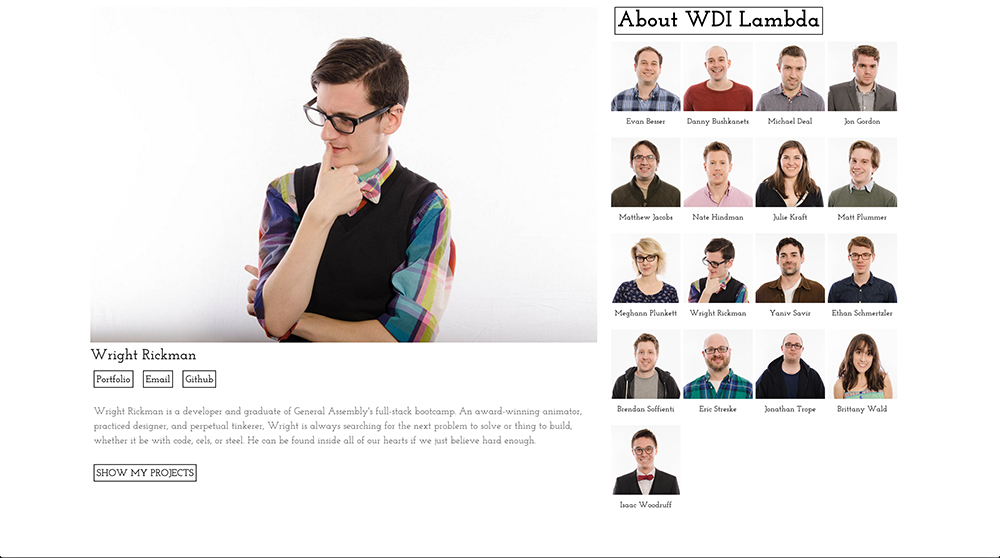 About WDI Lambda
Evan Besser
Danny Bushkanets
Michael Deal
Jon Gordon
Matthew Jacobs
Nate Hindman
Julie Kraft
Matt Plummer
Meghann Plunkett
Wright Rickman
Yaniv Savir
Ethan Schmertzler
Brendan Soffienti
Eric Streske
Jonathan Trope
Brittany Wald
Isaac Woodruff
Wright Rickman
Portfolio
Email
Github
Wright Rickman is a developer and graduate of General Assembly's full-stack bootcamp. An award-winning animator,
practiced designer, and perpetual tinkerer, Wright is always searching for the next problem to solve or thing to build,
whether it be with code, cels, or steel. He can be found inside all of our hearts if we just believe hard enough.
SHOW MY PROJECTS